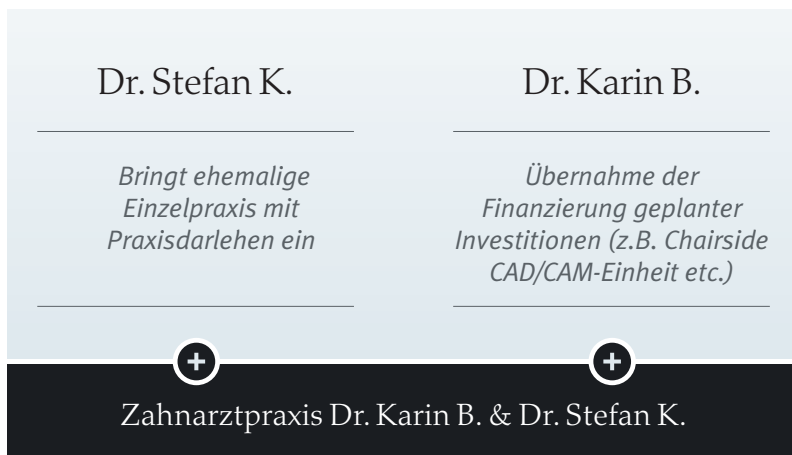 Dr. Stefan K.
Bringt ehemalige
Einzelpraxis mit
Praxisdarlehen ein
Dr. Karin B.
Übernahme der
Finanzierung geplanter
Investitionen (z.B. Chairside
CAD/CAM-Einheit etc.)
+
+
Zahnarztpraxis Dr. Karin B. & Dr. Stefan K.